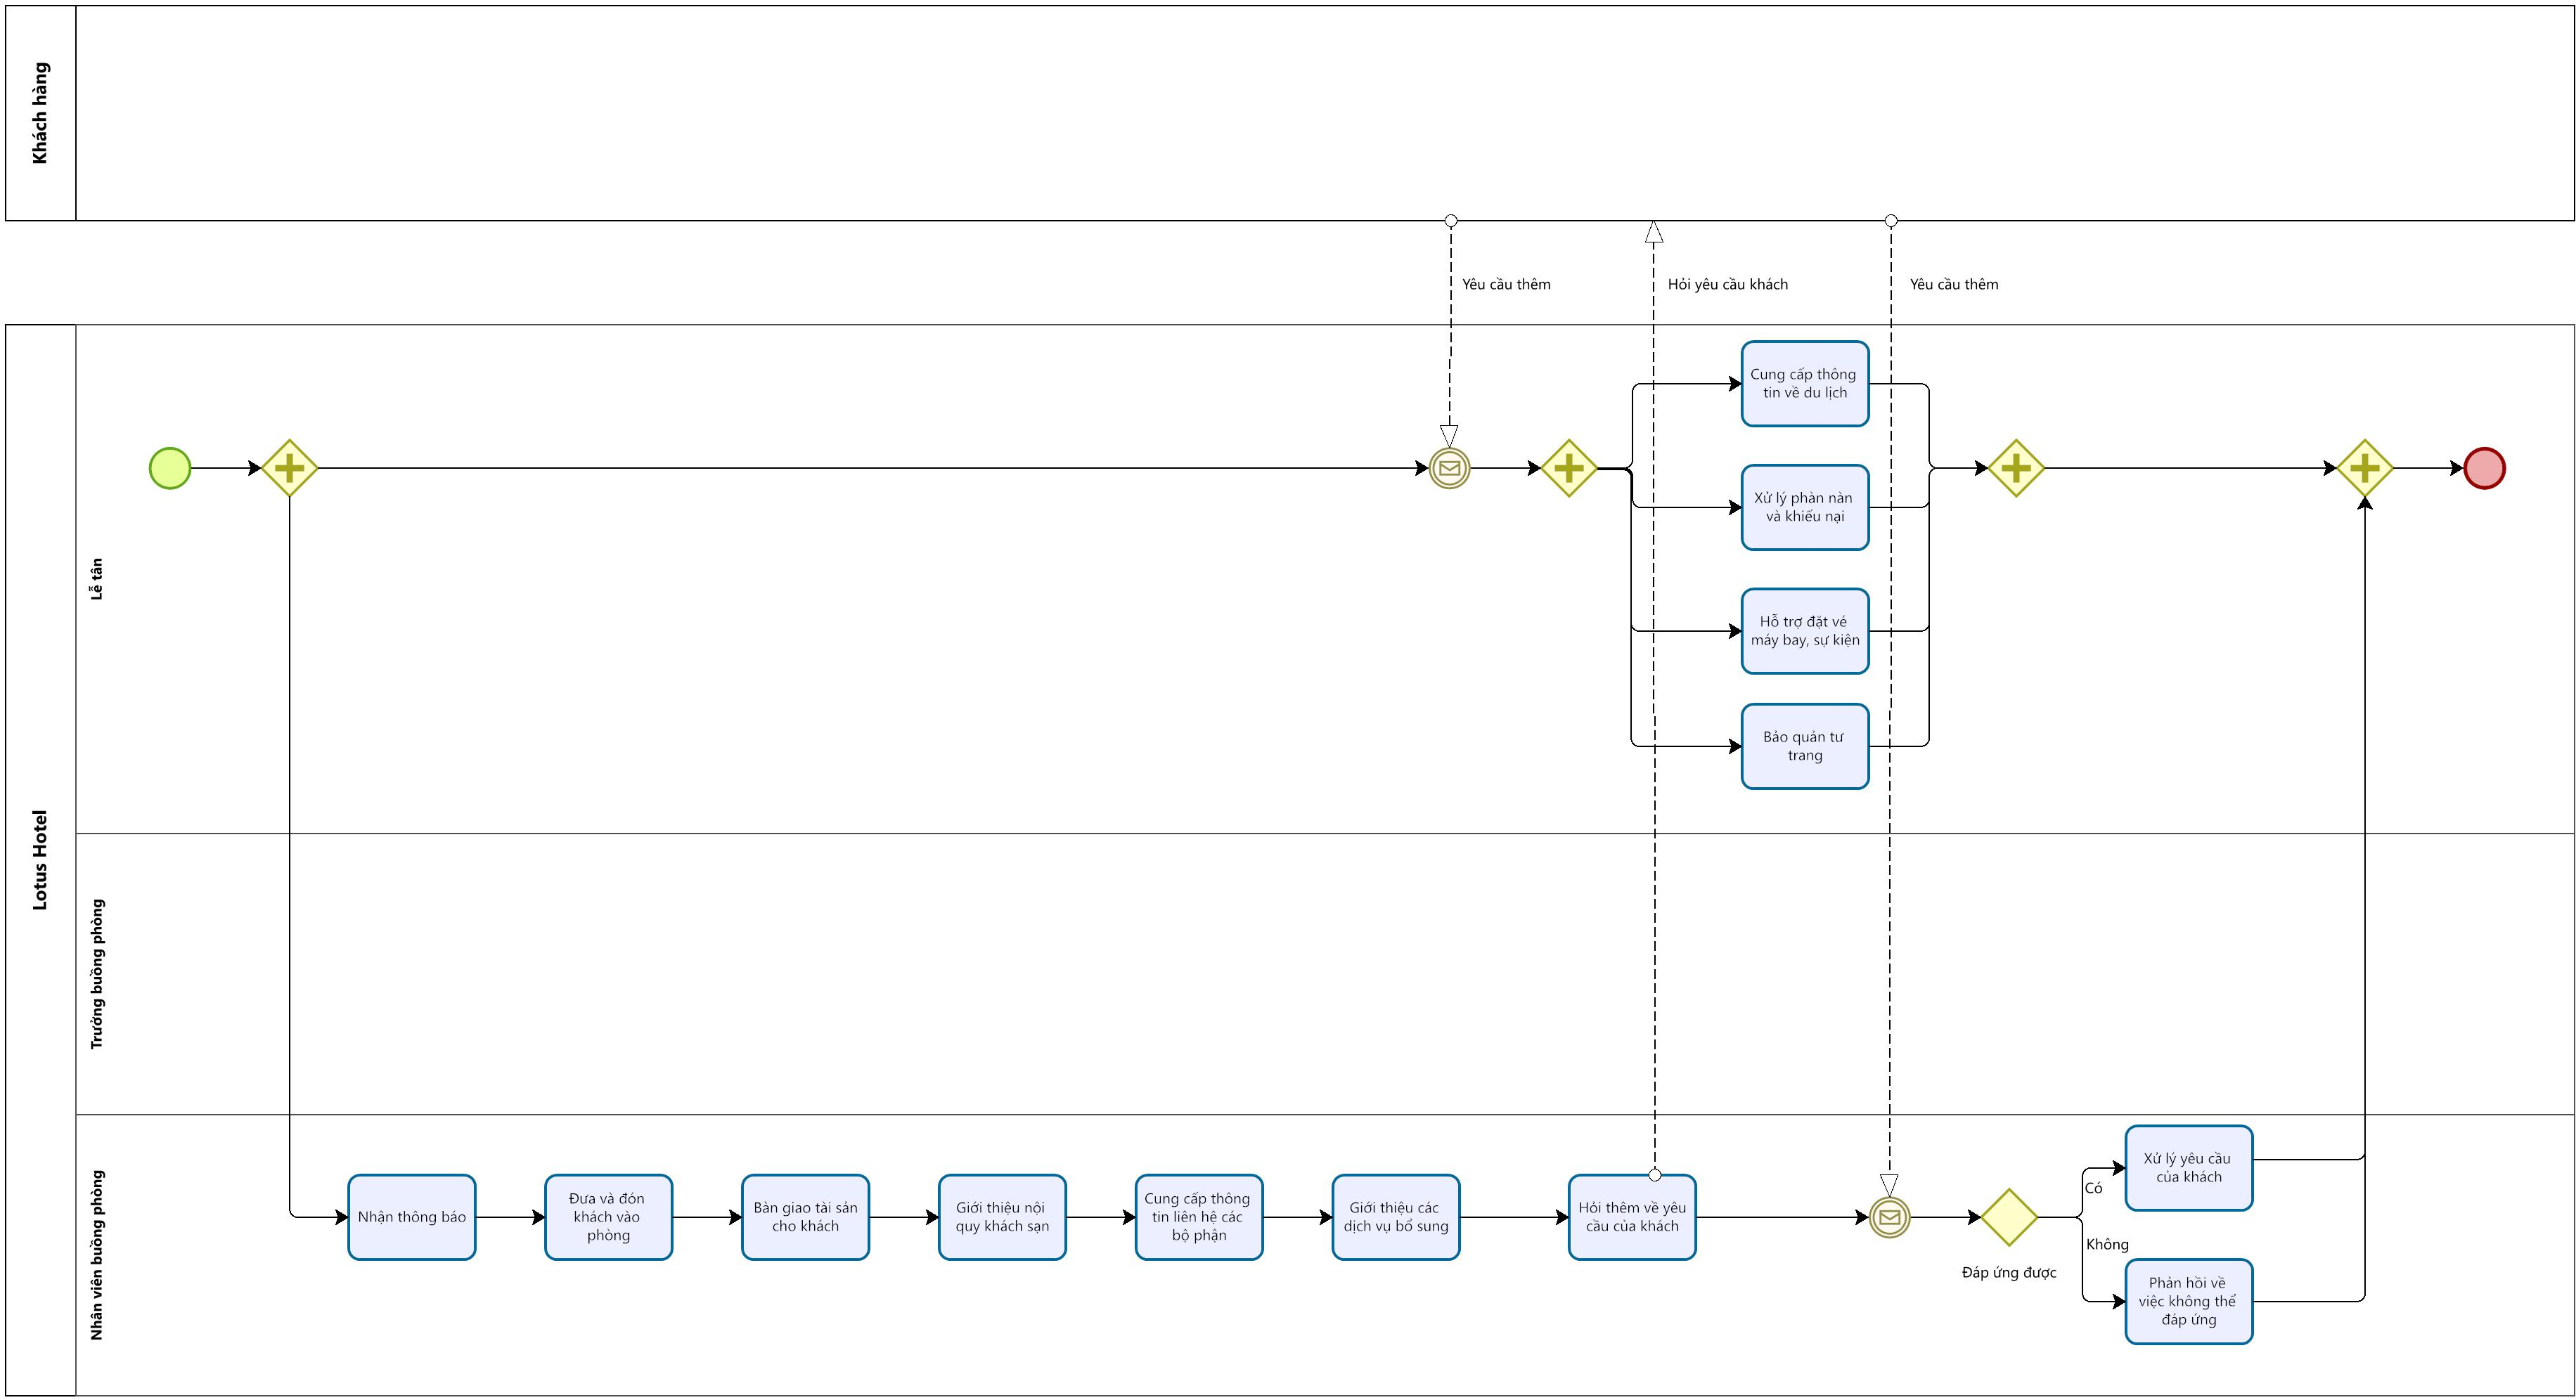 Khách hàng
Yêu cầu thêm
Hỏi yêu cầu khách
Yêu cầu thêm
Lotus Hotel
Lễ tân
Cung cấp thông
tin về du lịch
Xử lý phàn nàn
và khiếu nại
Hỗ trợ đặt vé
máy bay, sự kiện
Bảo quản tư
trang
Trưởng buồng phòng
Nhân viên buồng phòng
Nhận thông báo
Đưa và đón
khách vào
phòng
Bàn giao tài sản
cho khách
Giới thiệu nội
quy khách sạn
Cung cấp thông
tin liên hệ các
bộ phận
Giới thiệu các
dịch vụ bổ sung
Hỏi thêm về yêu
cầu của khách
Đáp ứng được
Có
Không
Xử lý yêu cầu
của khách
Phản hồi về
việc không thể
đáp ứng